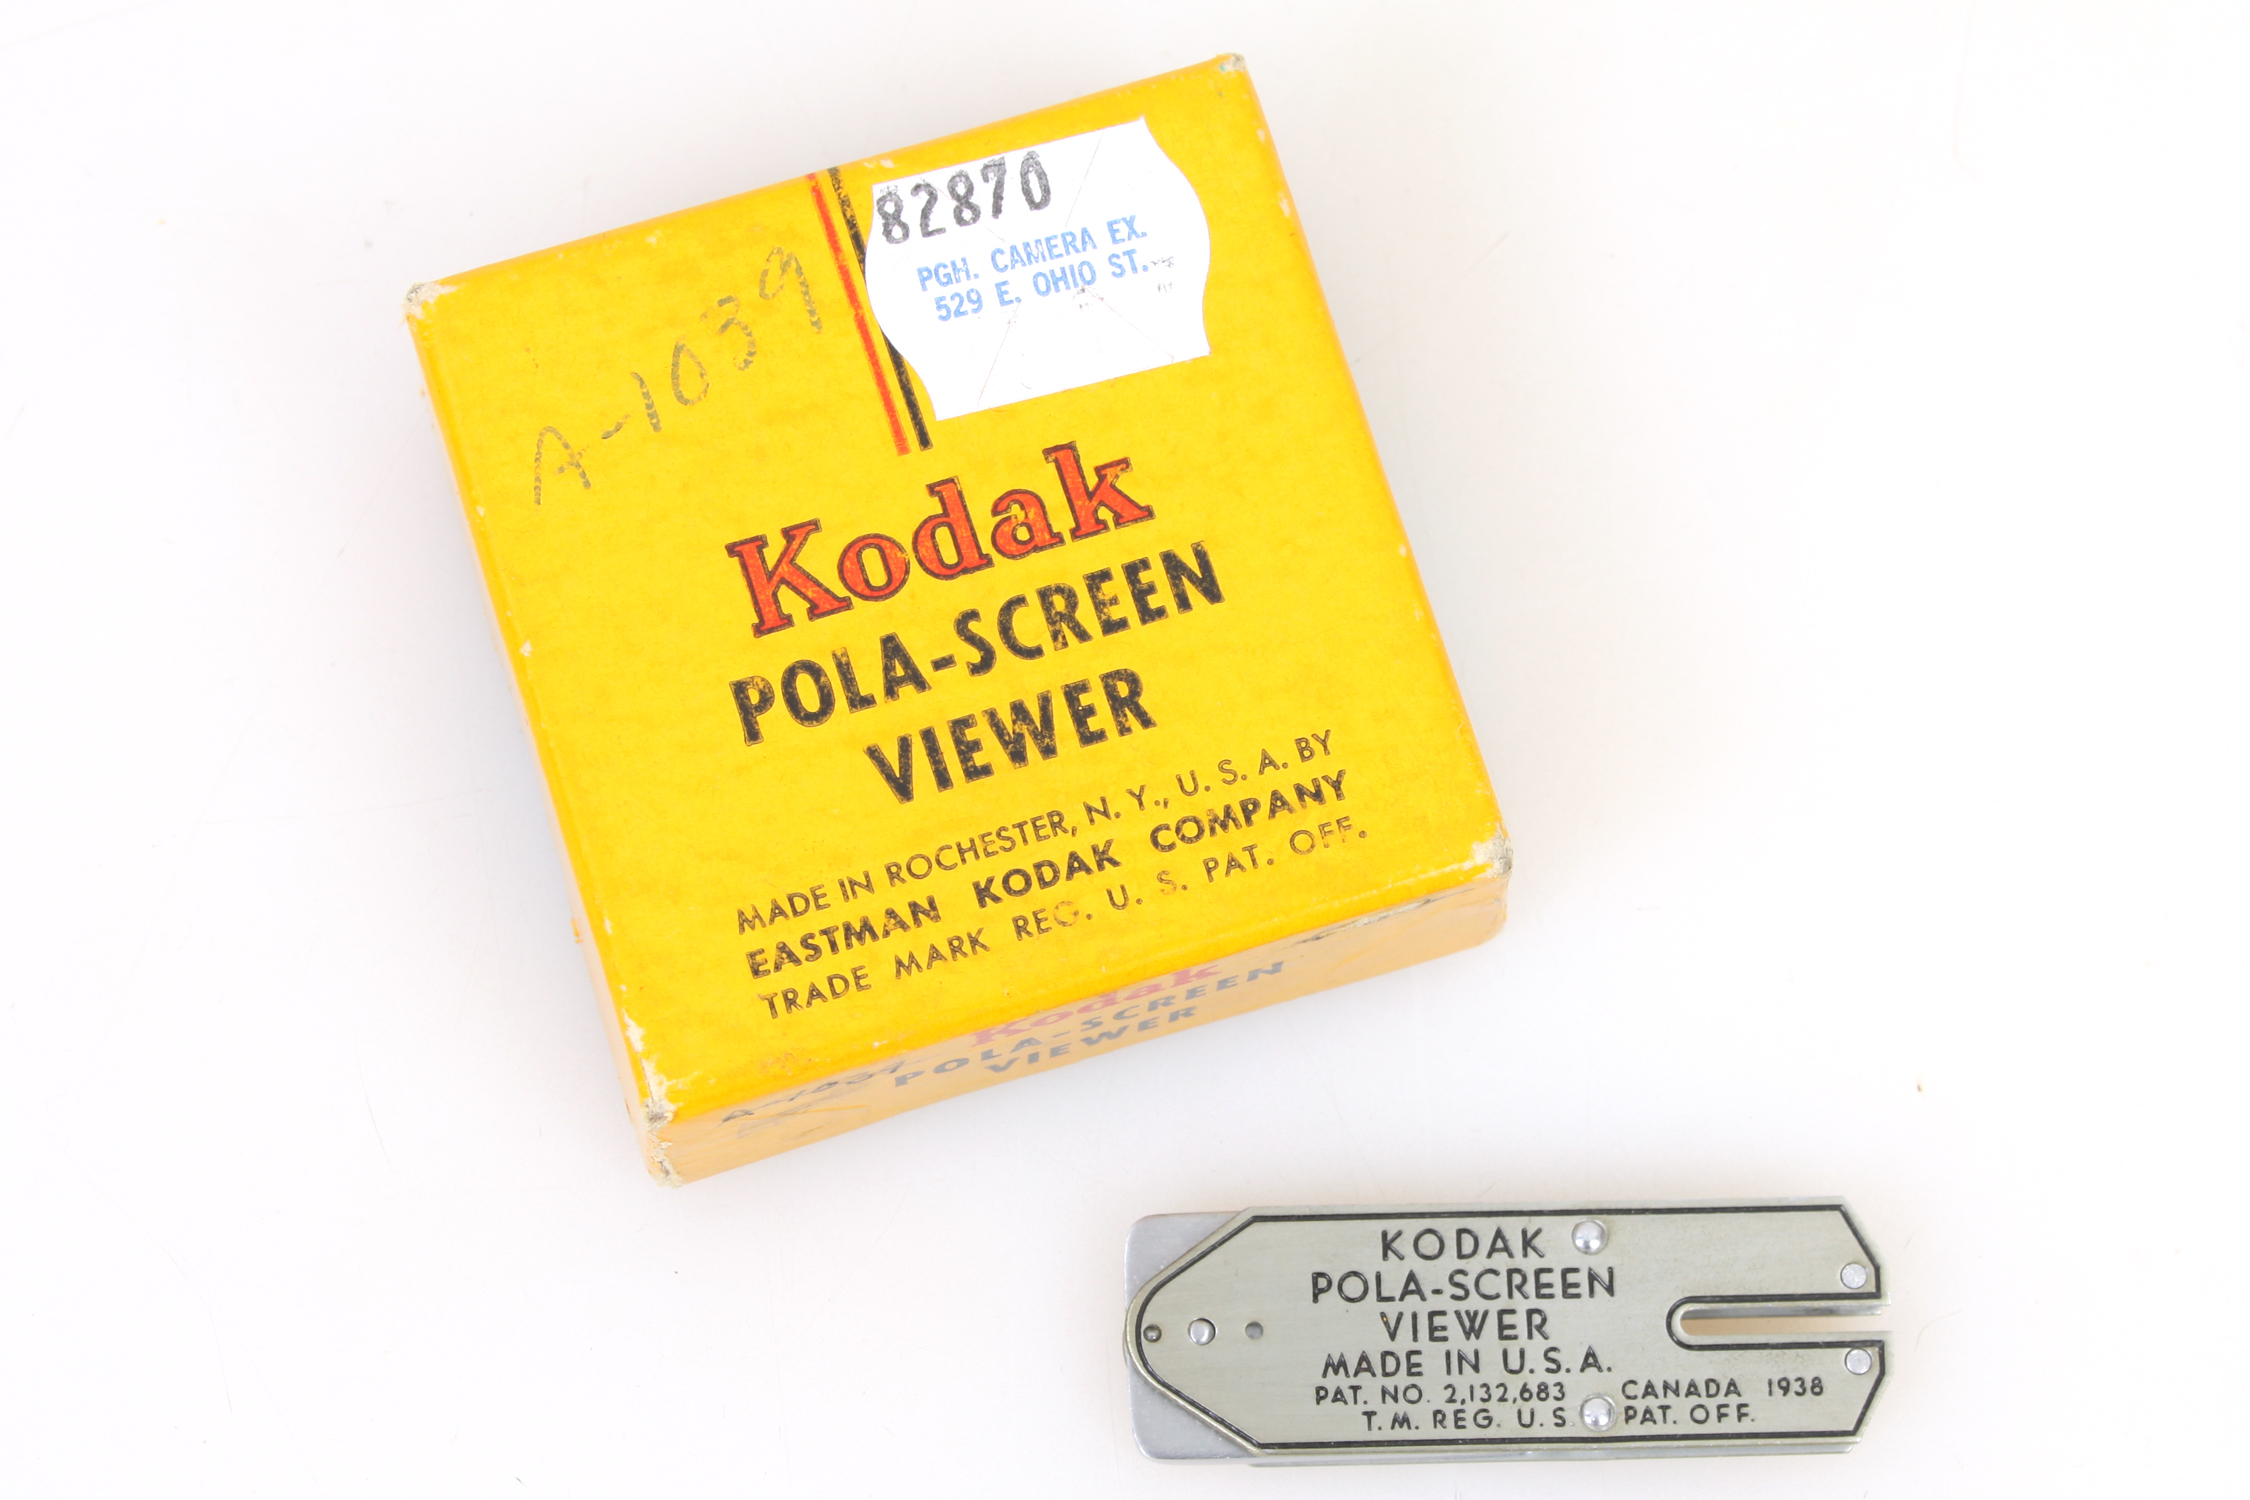 82870
PGH. CAMERA EX.
529 E. OHIO ST.
A-1039
Kodak
POLA-SCREEN
VIEWER
MADE IN ROCHESTER, N. Y., U. S. A. BY
EASTMAN KODAK COMPANY
TRADE MARK REG. U. S. PAT. OFF.
Kodak
POLA-SCREEN
VIEWER
A-1039
KODAK
POLA-SCREEN
VIEWER
MADE IN U.S.A.
PAT. NO. 2,132,683 CANADA 1938
T.M. REG. U.S. PAT. OFF.